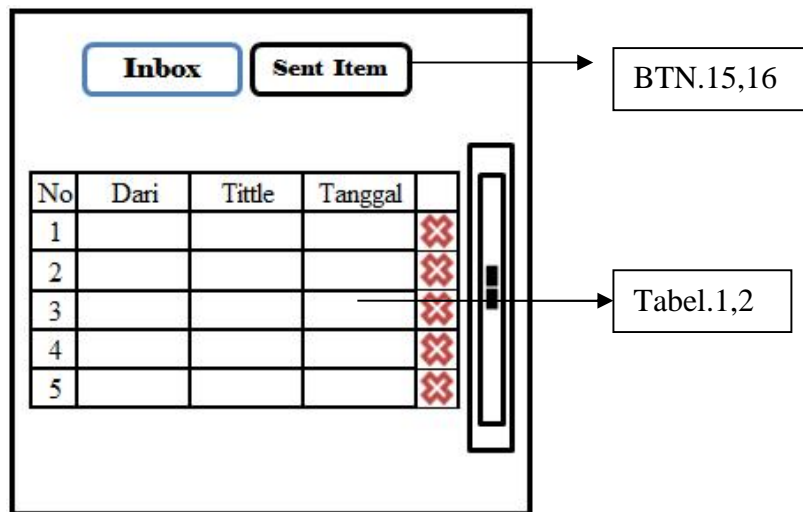 Inbox Sent Item
BTN.15,16
No Dari Tittle Tanggal
1
2
3
Tabel.1,2
4
5